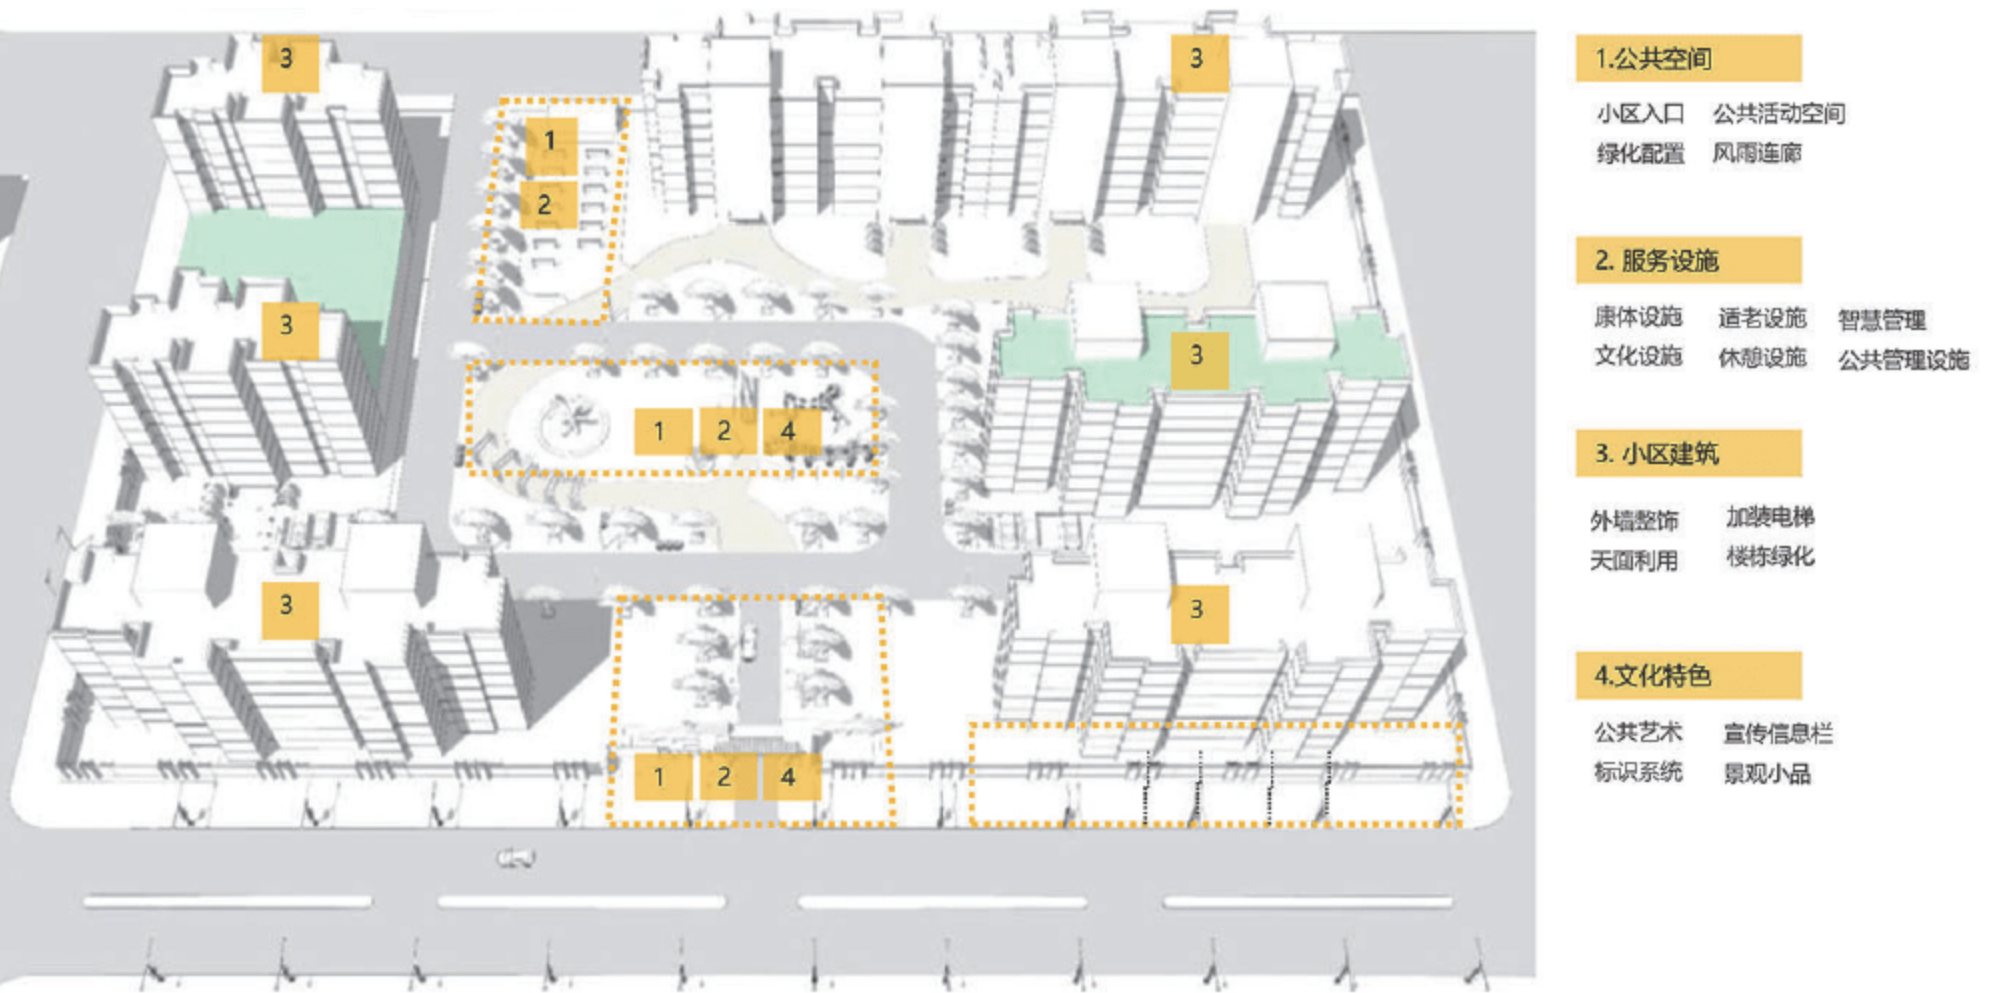 3
3
1
2
3
3
1 2 4
3
3
1 2 4
1.公共空间
小区入口 公共活动空间
绿化配置 风雨连廊
2. 服务设施
康体设施 适老设施 智慧管理
文化设施 休憩设施 公共管理设施
3. 小区建筑
外墙整饰 加装电梯
天面利用 楼栋绿化
4.文化特色
公共艺术 宣传信息栏
标识系统 景观小品